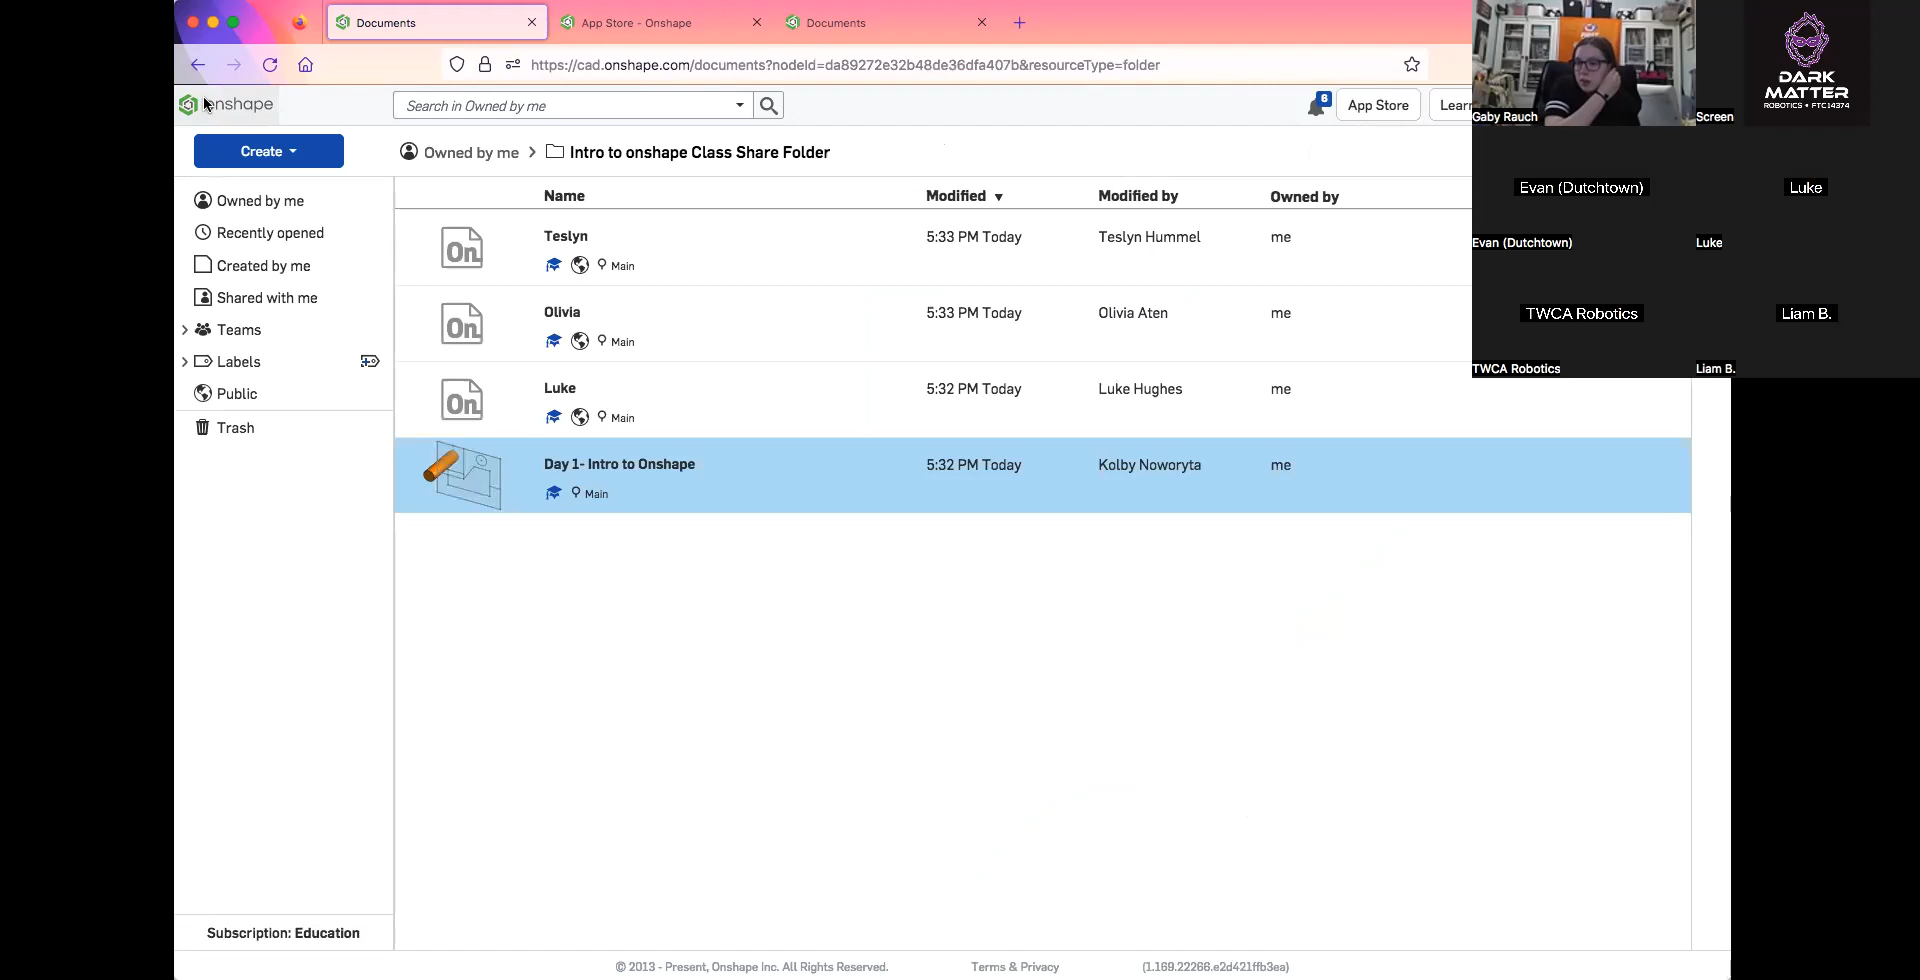 Documents
App Store - Onshape
Documents
https://cad.onshape.com/documents?nodeId=da89272e32b48de36dfa407b&resourceType=folder
onshape
Search in Owned by me
6
App Store
Lear
Create
Owned by me > Intro to onshape Class Share Folder
Owned by me
Recently opened
Created by me
Shared with me
Teams
Labels
Public
Trash
Subscription: Education
Name Modified Modified by Owned by
On
Teslyn 5:33 PM Today Teslyn Hummel me
Main
On
Olivia 5:33 PM Today Olivia Aten me
Main
On
Luke 5:32 PM Today Luke Hughes me
Main
Day 1- Intro to Onshape 5:32 PM Today Kolby Noworyta me
Main
© 2013 - Present, Onshape Inc. All Rights Reserved. Terms & Privacy (1.169.22266.e2d421ffb3ea)
Gaby Rauch
Screen
DARK
MATTER
ROBOTICS • FTC14374
Evan (Dutchtown)
Evan (Dutchtown)
Luke
Luke
TWCA Robotics
TWCA Robotics
Liam B.
Liam B.